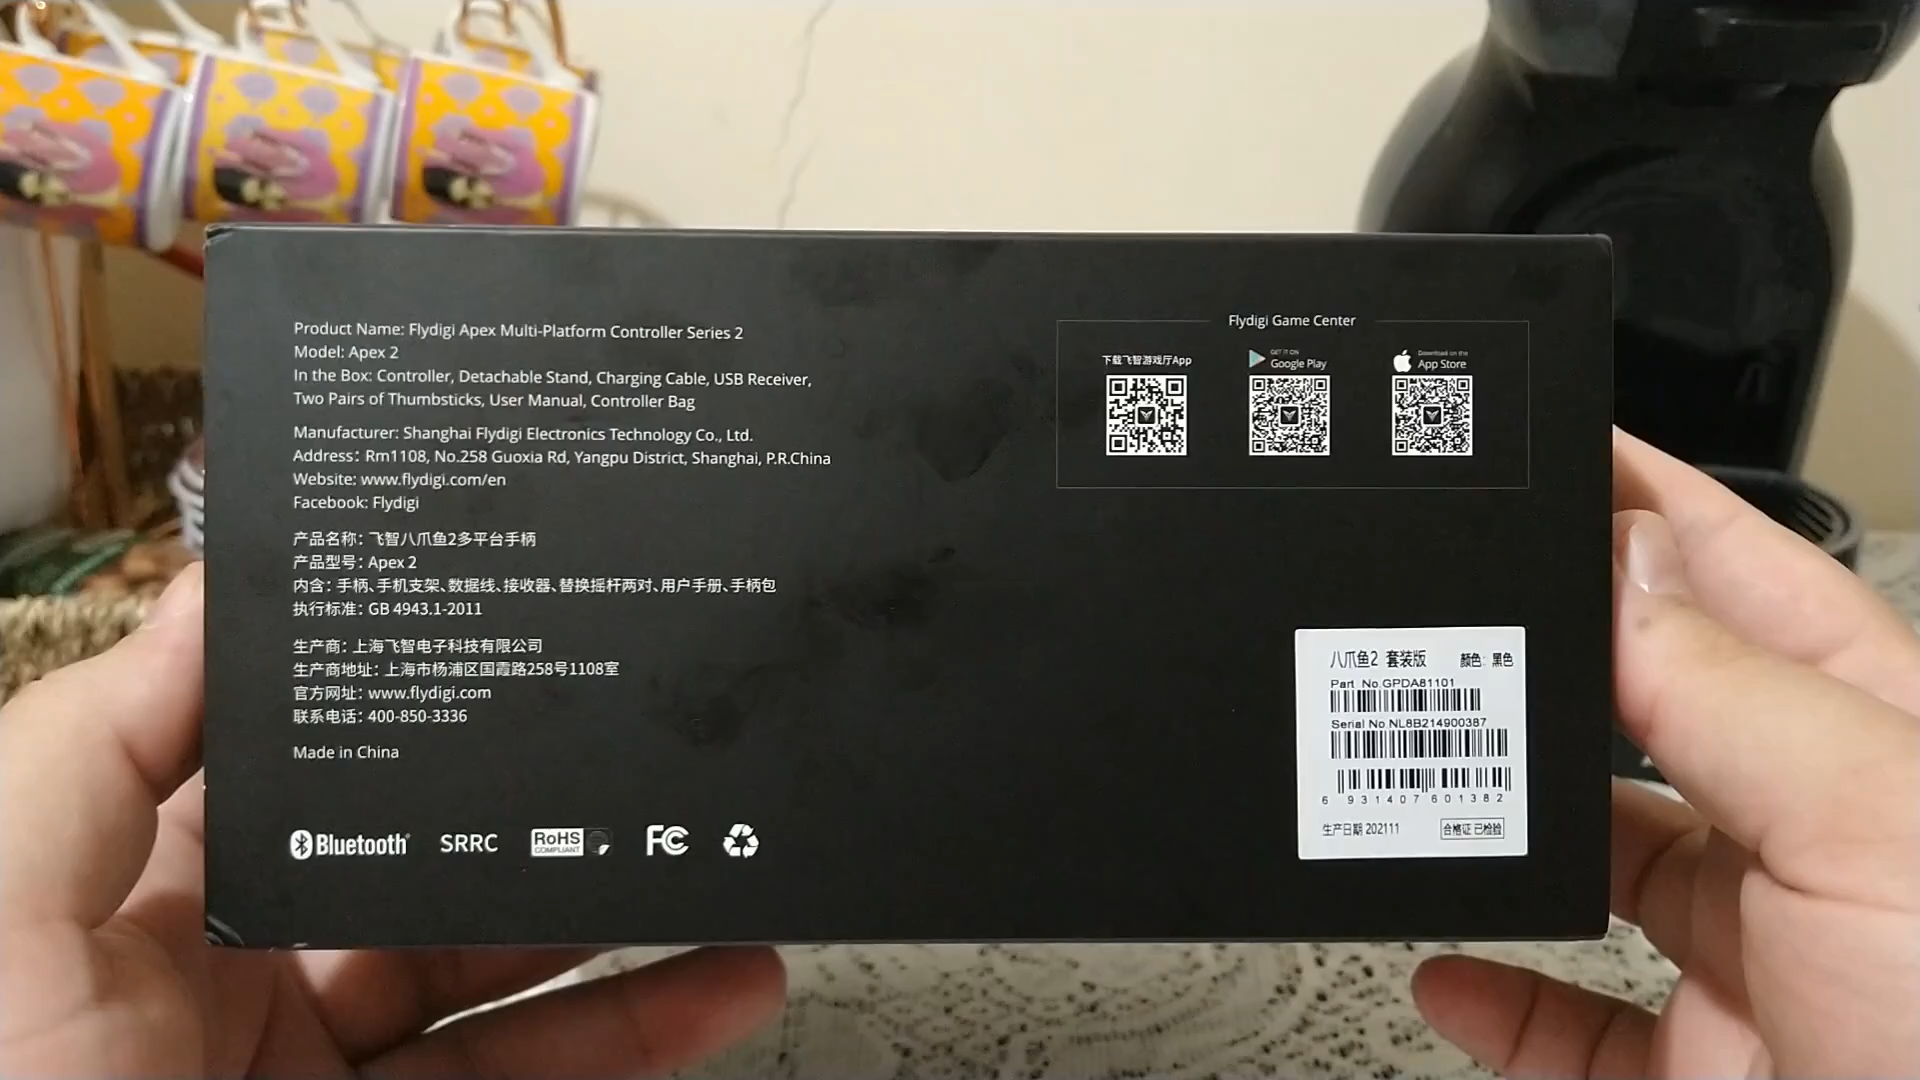 Product Name: Flydigi Apex Multi-Platform Controller Series 2
Model: Apex 2
In the Box: Controller, Detachable Stand, Charging Cable, USB Receiver,
Two Pairs of Thumbsticks, User Manual, Controller Bag
Manufacturer: Shanghai Flydigi Electronics Technology Co., Ltd.
Address: Rm1108, No.258 Guoxia Rd, Yangpu District, Shanghai, P.R.China
Website: www.flydigi.com/en
Facebook: Flydigi
产品名称：飞智八爪鱼2多平台手柄
产品型号：Apex 2
内含：手柄、手机支架、数据线、接收器、替换摇杆两对、用户手册、手柄包
执行标准：GB 4943.1-2011
生产商：上海飞智电子科技有限公司
生产商地址：上海市杨浦区国霞路258号1108室
官方网址：www.flydigi.com
联系电话：400-850-3336
Made in China
Bluetooth
SRRC
RoHS
COMPLIANT
FC
Flydigi Game Center
下载飞智游戏厅App
GET IT ON
Google Play
Download on the
App Store
八爪鱼2 套装版 颜色：黑色
Part No.GPDA81101
Serial No.NL8B214900387
6 931407 601382
生产日期 202111
合格证 已检验